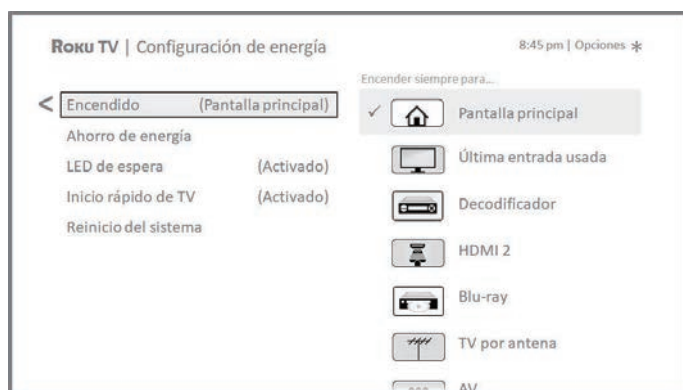 Roku TV | Configuración de energía
8:45 pm | Opciones *
Encendido (Pantalla principal)
Ahorro de energía
LED de espera (Activado)
Inicio rápido de TV (Activado)
Reinicio del sistema
Encender siempre para...
Pantalla principal
Última entrada usada
Decodificador
HDMI 2
Blu-ray
TV por antena
AV